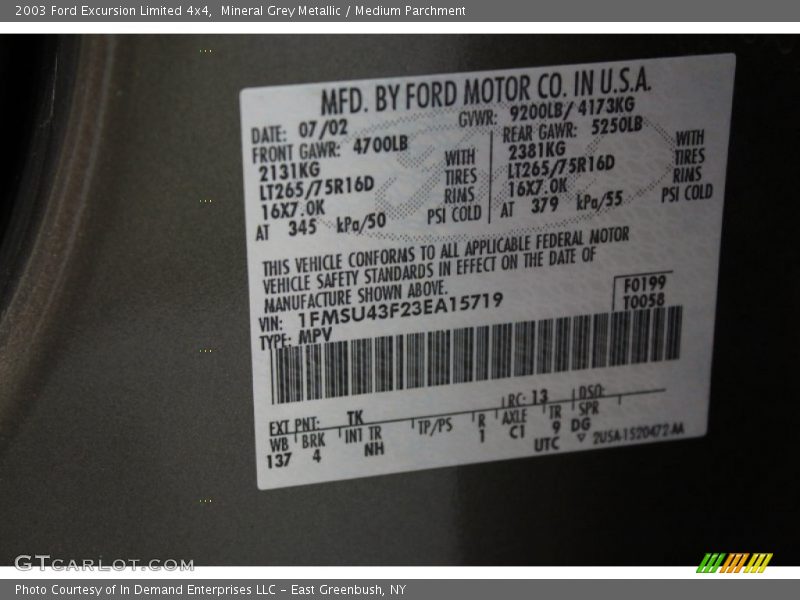 2003 Ford Excursion Limited 4x4,  Mineral Grey Metallic / Medium Parchment
MFD. BY FORD MOTOR CO. IN U.S.A.
DATE: 07/02
GVWR: 9200LB/ 4173KG
FRONT GAWR: 4700LB
2131KG
LT265/75R16D
16X7.0K
AT 345 kPa/50
WITH
TIRES
RINS
PSI COLD
REAR GAWR: 5250LB
2381KG
LT265/75R16D
16X7.0K
AT 379 kPa/55
WITH
TIRES
RINS
PSI COLD
THIS VEHICLE CONFORMS TO ALL APPLICABLE FEDERAL MOTOR
VEHICLE SAFETY STANDARDS IN EFFECT ON THE DATE OF
MANUFACTURE SHOWN ABOVE.
VIN: 1FMSU43F23EA15719
TYPE: MPV
F0199
T0058
EXT PNT: TK
RC: 13
DSO:
WB BRK INT TR TP/PS R AXLE TR SPR
137 4 NH 1 C1 9 DG
UTC ▽ 2USA-1520472-AA
GTCARLOT.COM
Photo Courtesy of In Demand Enterprises LLC – East Greenbush, NY